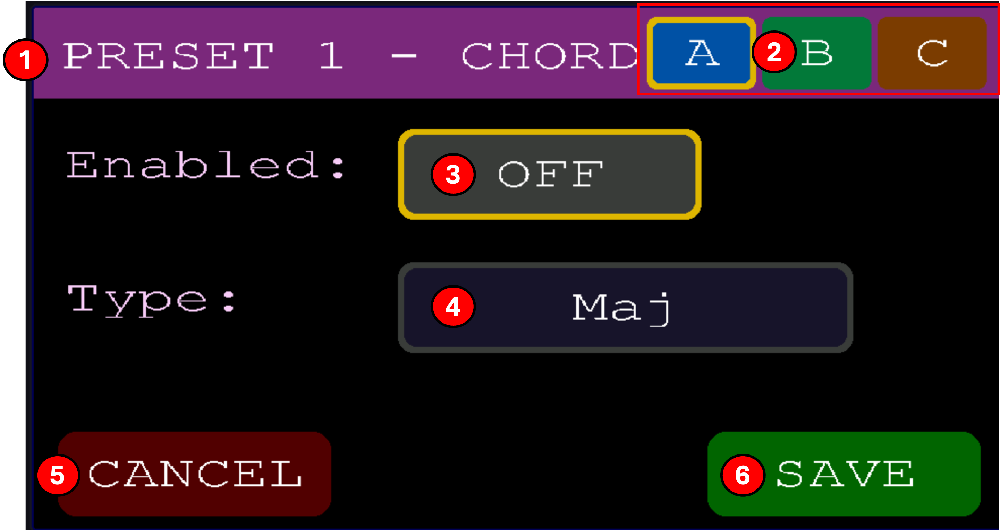 1 PRESET 1 - CHORD A 2 B C
Enabled: 3 OFF
Type: 4 Maj
5 CANCEL 6 SAVE